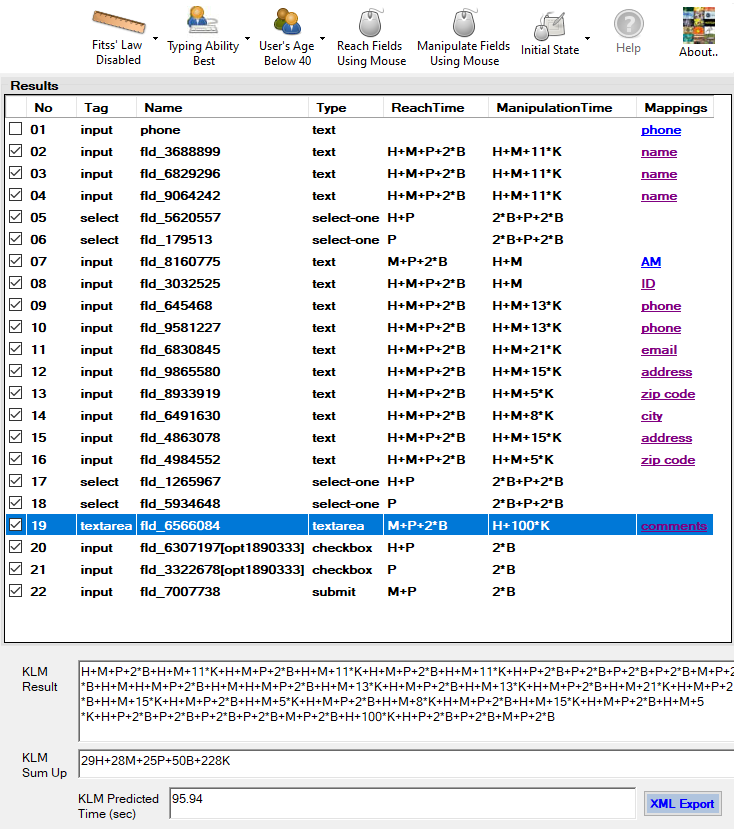 Fitts' Law Typing Ability User's Age Reach Fields Manipulate Fields Initial State Help About..
Disabled Best Below 40 Using Mouse Using Mouse
Results
No Tag Name Type ReachTime ManipulationTime Mappings
01 input phone text phone
02 input fld_3688899 text H+M+P+2*B H+M+11*K name
03 input fld_6829296 text H+M+P+2*B H+M+11*K name
04 input fld_9064242 text H+M+P+2*B H+M+11*K name
05 select fld_5620557 select-one H+P 2*B+P+2*B
06 select fld_179513 select-one P 2*B+P+2*B
07 input fld_8160775 text M+P+2*B H+M AM
08 input fld_3032525 text H+M+P+2*B H+M ID
09 input fld_645468 text H+M+P+2*B H+M+13*K phone
10 input fld_9581227 text H+M+P+2*B H+M+13*K phone
11 input fld_6830845 text H+M+P+2*B H+M+21*K email
12 input fld_9865580 text H+M+P+2*B H+M+15*K address
13 input fld_8933919 text H+M+P+2*B H+M+5*K zip code
14 input fld_6491630 text H+M+P+2*B H+M+8*K city
15 input fld_4863078 text H+M+P+2*B H+M+15*K address
16 input fld_4984552 text H+M+P+2*B H+M+5*K zip code
17 select fld_1265967 select-one H+P 2*B+P+2*B
18 select fld_5934648 select-one P 2*B+P+2*B
19 textarea fld_6566084 textarea M+P+2*B H+100*K comments
20 input fld_6307197[opt1890333] checkbox H+P 2*B
21 input fld_3322678[opt1890333] checkbox P 2*B
22 input fld_7007738 submit M+P 2*B
KLM Result
H+M+P+2*B+H+M+11*K+H+M+P+2*B+H+M+11*K+H+M+P+2*B+H+M+11*K+H+P+2*B+P+2*B+P+2*B+P+2*B+M+P+2
*B+H+M+H+M+P+2*B+H+M+H+M+P+2*B+H+M+13*K+H+M+P+2*B+H+M+13*K+H+M+P+2*B+H+M+21*K+H+M+P+2
*B+H+M+15*K+H+M+P+2*B+H+M+5*K+H+M+P+2*B+H+M+8*K+H+M+P+2*B+H+M+15*K+H+M+P+2*B+H+M+5
*K+H+P+2*B+P+2*B+P+2*B+P+2*B+M+P+2*B+H+100*K+H+P+2*B+P+2*B+M+P+2*B
KLM Sum Up
29H+28M+25P+50B+228K
KLM Predicted Time (sec)
95.94
XML Export